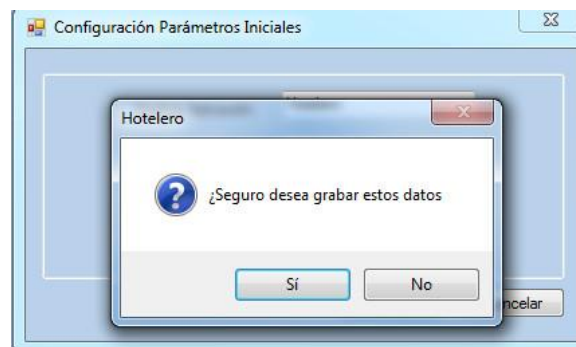 Configuración Parámetros Iniciales
Hotelero
¿Seguro desea grabar estos datos
Sí
No
ncelar